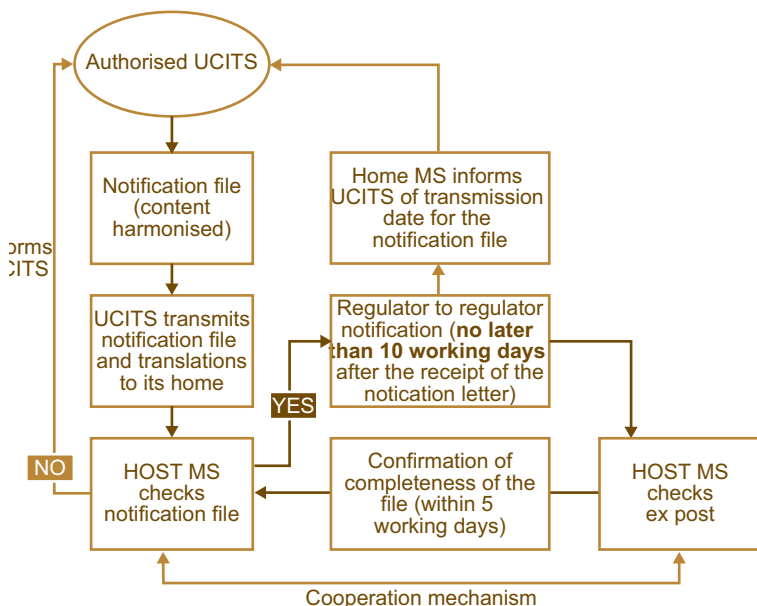 Authorised UCITS
Notification file
(content
harmonised)
Home MS informs
UCITS of transmission
date for the
notification file
UCITS transmits
notification file
and translations
to its home
Regulator to regulator
notification (no later
than 10 working days
after the receipt of the
notication letter)
YES
NO
HOST MS
checks
notification file
Confirmation of
completeness of the
file (within 5
working days)
HOST MS
checks
ex post
Cooperation mechanism